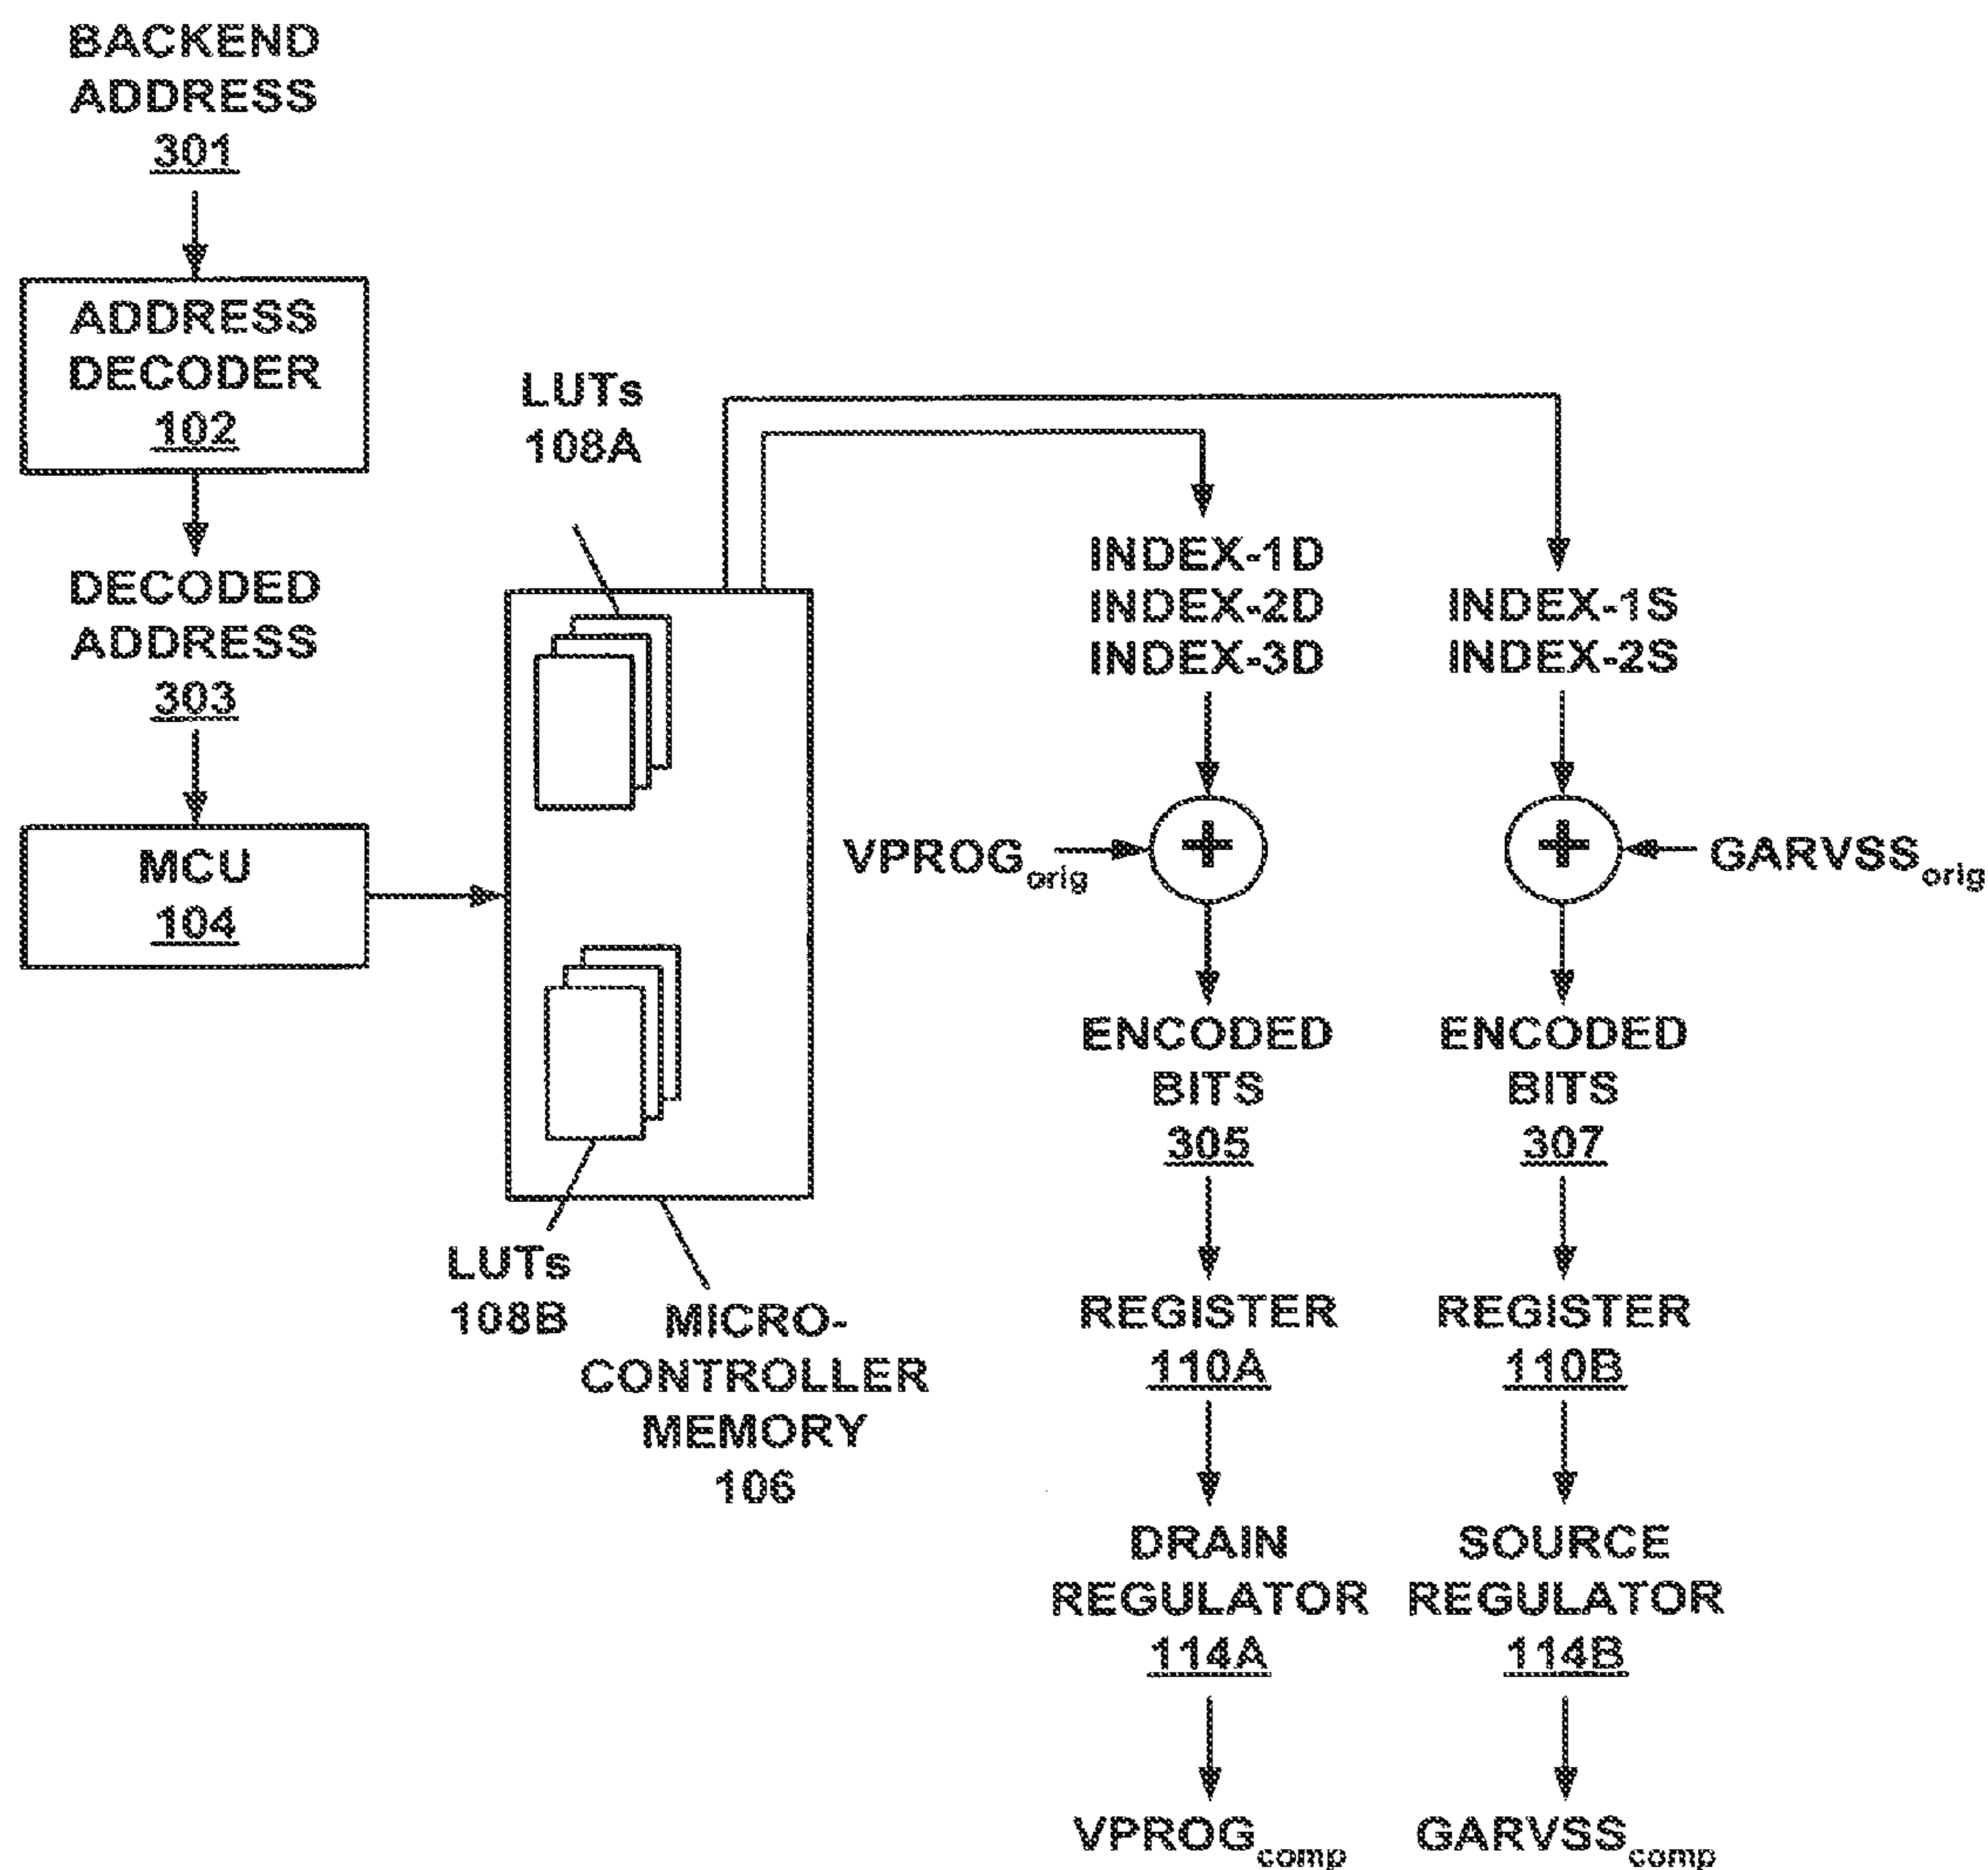 BACKEND
ADDRESS
301
ADDRESS
DECODER
102
DECODED
ADDRESS
303
MCU
104
LUTs
108A
LUTs
108B
MICRO-
CONTROLLER
MEMORY
106
INDEX-1D
INDEX-2D
INDEX-3D
VPROGorig
+
ENCODED
BITS
305
REGISTER
110A
DRAIN
REGULATOR
114A
VPROGcomp
INDEX-1S
INDEX-2S
+
GARVSSorig
ENCODED
BITS
307
REGISTER
110B
SOURCE
REGULATOR
114B
GARVSScomp